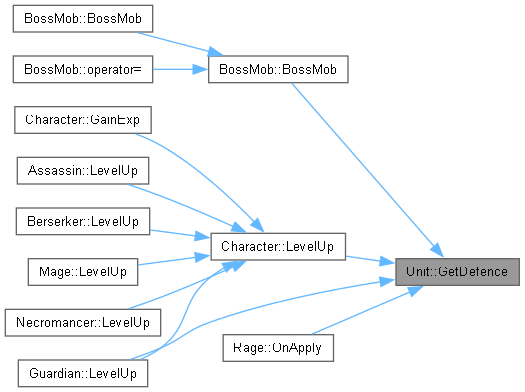 BossMob::BossMob
BossMob::operator=
BossMob::BossMob
Character::GainExp
Assassin::LevelUp
Berserker::LevelUp
Character::LevelUp
Mage::LevelUp
Unit::GetDefence
Necromancer::LevelUp
Rage::OnApply
Guardian::LevelUp